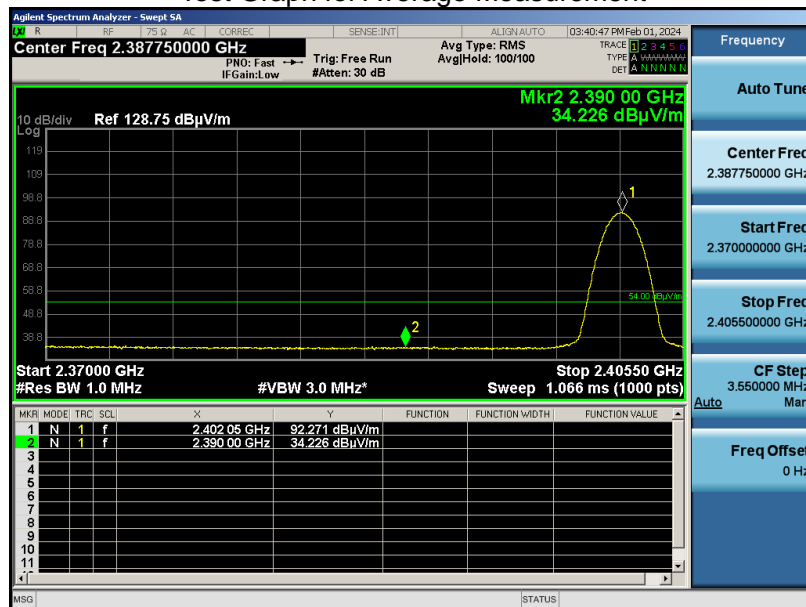 Test Graph for Average Measurement
Agilent Spectrum Analyzer - Swept SA
LXI R RF 75 Ω AC CORREC SENSE:INT ALIGN AUTO 03:40:47 PM Feb 01, 2024
Center Freq 2.387750000 GHz
PNO: Fast
IFGain:Low
Trig: Free Run
#Atten: 30 dB
Avg Type: RMS
Avg|Hold: 100/100
TRACE 1 2 3 4 5 6
TYPE A WWWWW
DET A N N N N N
Mkr2 2.390 00 GHz
34.226 dBµV/m
10 dB/div Ref 128.75 dBµV/m
Log
119
109
98.8
88.8
78.8
68.8
58.8
48.8
38.8
1
2
54.00 dBµV/m
Start 2.37000 GHz Stop 2.40550 GHz
#Res BW 1.0 MHz #VBW 3.0 MHz* Sweep 1.066 ms (1000 pts)
MKR MODE TRC SCL X Y FUNCTION FUNCTION WIDTH FUNCTION VALUE
1 N 1 f 2.402 05 GHz 92.271 dBµV/m
2 N 1 f 2.390 00 GHz 34.226 dBµV/m
3
4
5
6
7
8
9
10
11
MSG STATUS
Frequency
Auto Tune
Center Freq
2.387750000 GHz
Start Freq
2.370000000 GHz
Stop Freq
2.405500000 GHz
CF Step
3.550000 MHz
Auto Man
Freq Offset
0 Hz